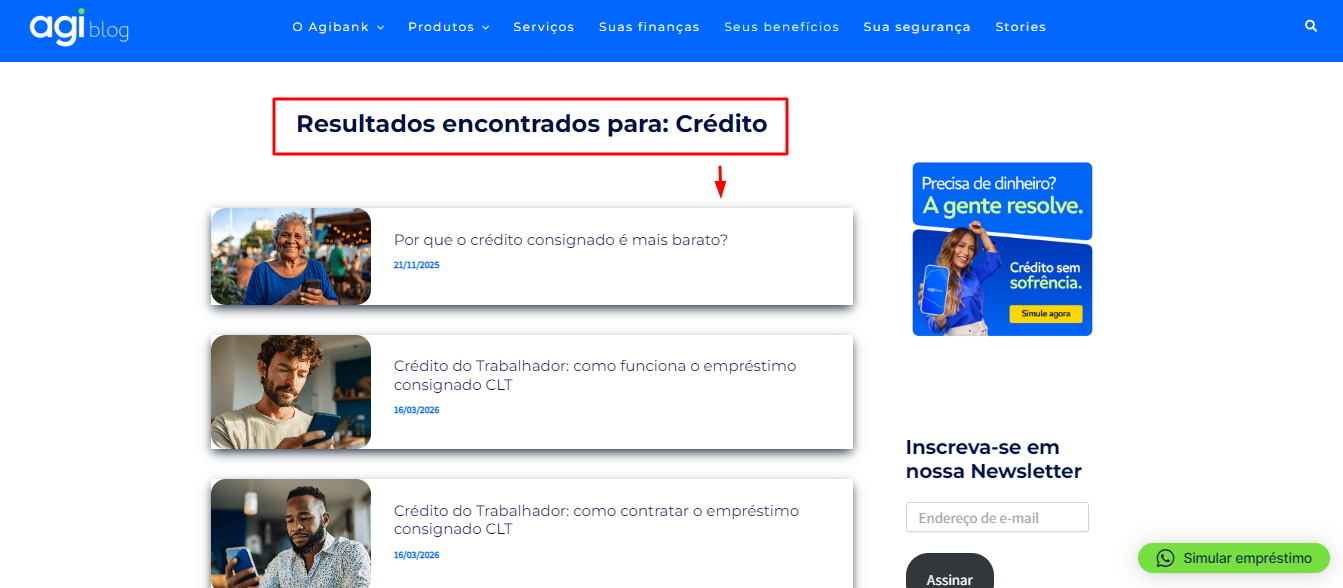 agi blog
O Agibank
Produtos
Serviços
Suas finanças
Seus benefícios
Sua segurança
Stories
Resultados encontrados para: Crédito
Por que o crédito consignado é mais barato?
21/11/2025
Crédito do Trabalhador: como funciona o empréstimo
consignado CLT
16/03/2026
Crédito do Trabalhador: como contratar o empréstimo
consignado CLT
16/03/2026
Precisa de dinheiro?
A gente resolve.
Crédito sem
sofrência.
Simule agora
Inscreva-se em
nossa Newsletter
Endereço de e-mail
Assinar
Simular empréstimo